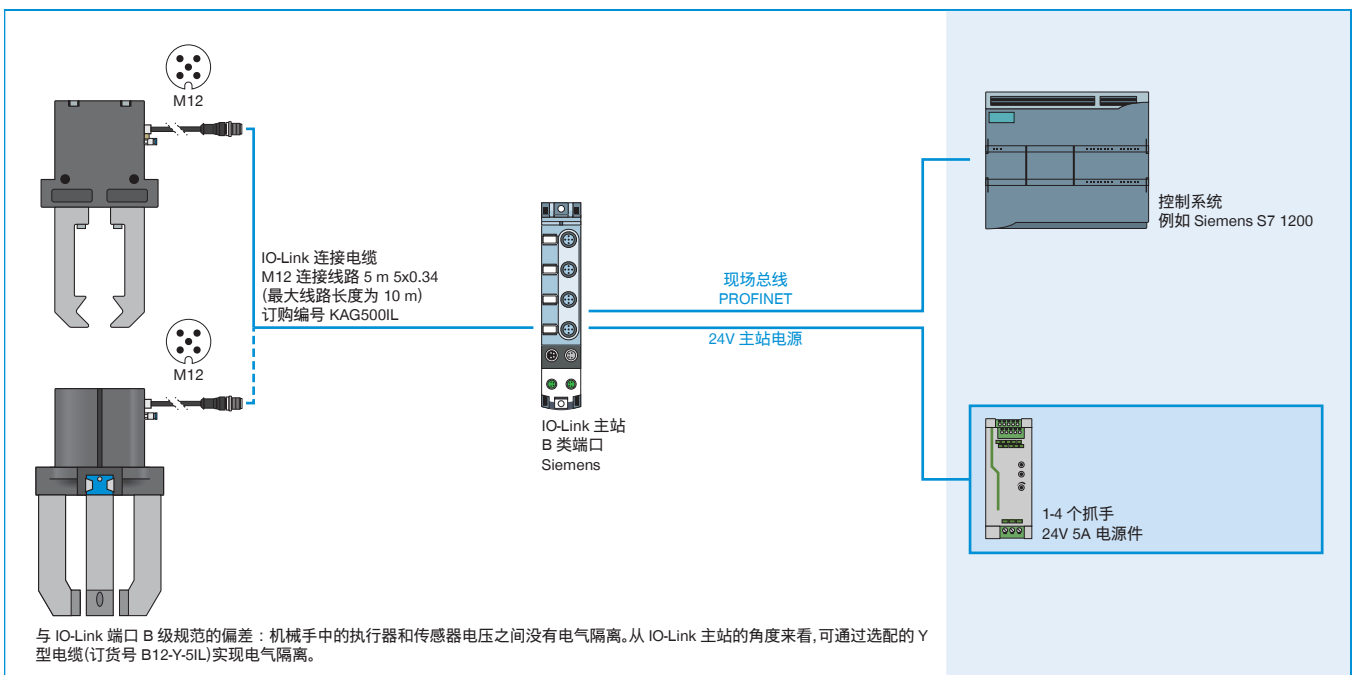 M12
IO-Link 连接电缆
M12 连接线路 5 m 5x0.34
(最大线路长度为 10 m)
订购编号 KAG500IL
M12
IO-Link 主站
B 类端口
Siemens
现场总线
PROFINET
24V 主站电源
控制系统
例如 Siemens S7 1200
1-4 个抓手
24V 5A 电源件
与 IO-Link 端口 B 级规范的偏差：机械手中的执行器和传感器电压之间没有电气隔离。从 IO-Link 主站的角度来看,可通过选配的 Y
型电缆(订货号 B12-Y-5IL)实现电气隔离。